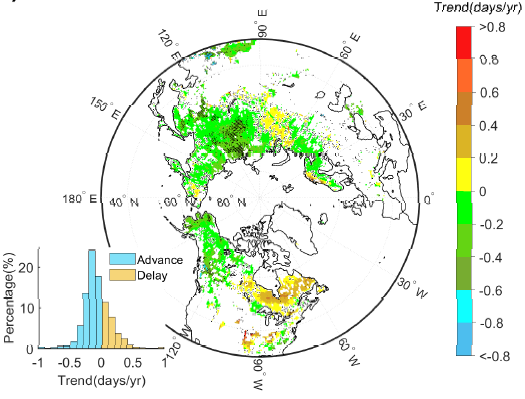 Trend(days/yr)
>0.8
0.8
0.6
0.4
0.2
0
-0.2
-0.4
-0.6
-0.8
<-0.8
90° E
120° E
60° E
150° E
30° E
180° E
40° N
60° N
80° N
0°
30° W
60° W
90° W
120° W
Advance
Delay
Percentage(%)
20
10
0
-1 -0.5 0 0.5 1
Trend(days/yr)